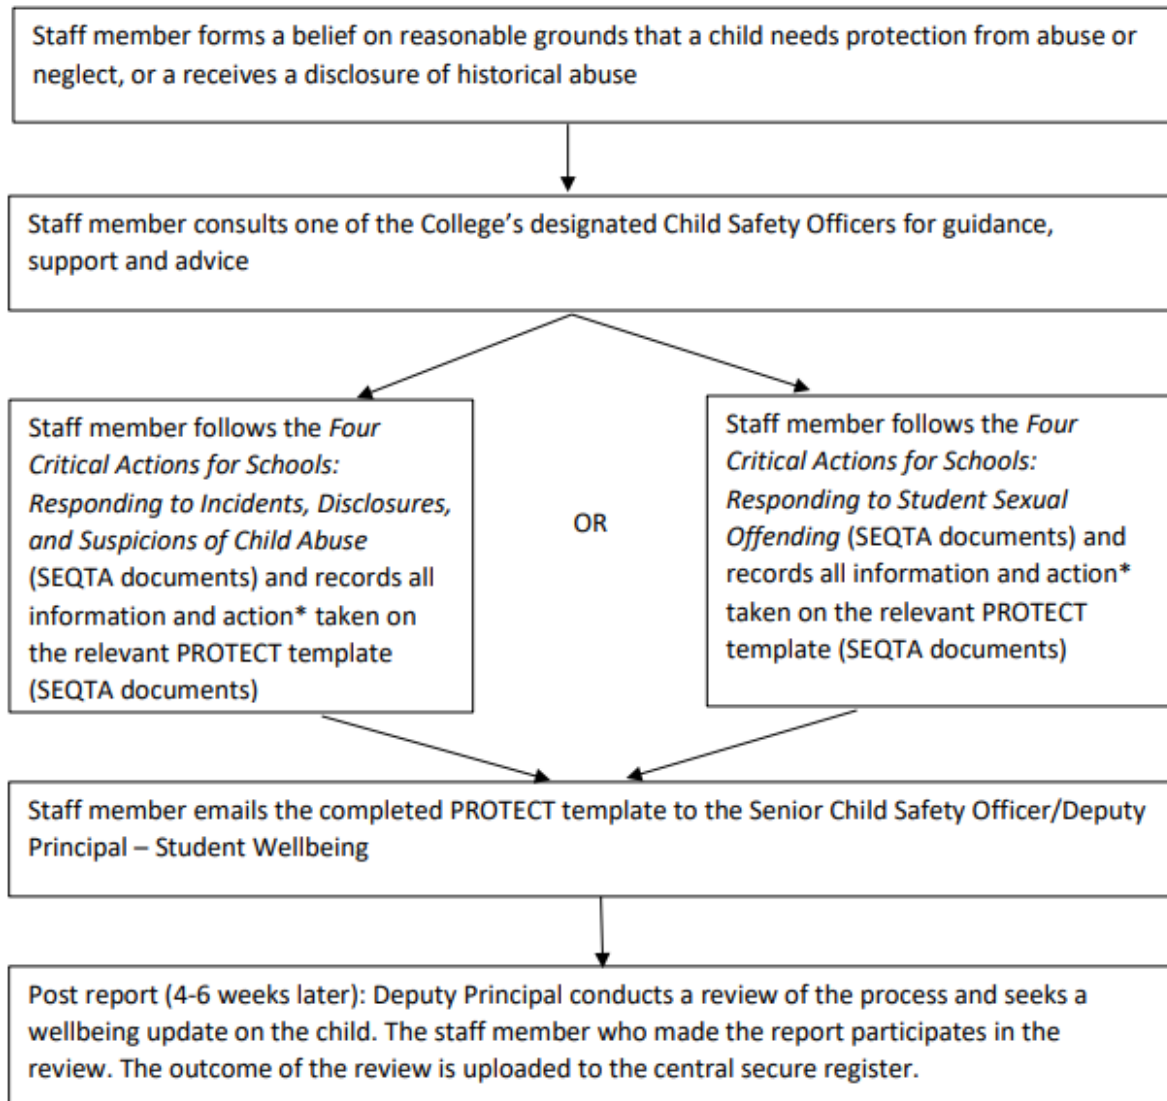 Staff member forms a belief on reasonable grounds that a child needs protection from abuse or
neglect, or a receives a disclosure of historical abuse
Staff member consults one of the College’s designated Child Safety Officers for guidance,
support and advice
Staff member follows the Four
Critical Actions for Schools:
Responding to Incidents, Disclosures,
and Suspicions of Child Abuse
(SEQTA documents) and records all
information and action* taken on
the relevant PROTECT template
(SEQTA documents)
OR
Staff member follows the Four
Critical Actions for Schools:
Responding to Student Sexual
Offending (SEQTA documents) and
records all information and action*
taken on the relevant PROTECT
template (SEQTA documents)
Staff member emails the completed PROTECT template to the Senior Child Safety Officer/Deputy
Principal – Student Wellbeing
Post report (4-6 weeks later): Deputy Principal conducts a review of the process and seeks a
wellbeing update on the child. The staff member who made the report participates in the
review. The outcome of the review is uploaded to the central secure register.